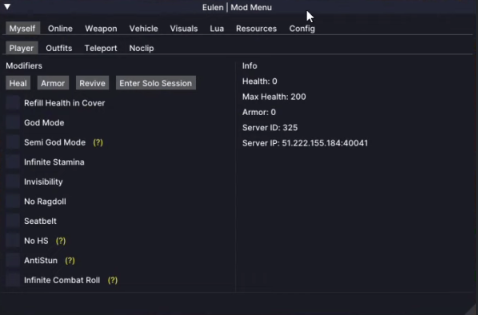 Eulen | Mod Menu
Myself Online Weapon Vehicle Visuals Lua Resources Config
Player Outfits Teleport Noclip
Modifiers
Heal Armor Revive Enter Solo Session
Refill Health in Cover
God Mode
Semi God Mode (?)
Infinite Stamina
Invisibility
No Ragdoll
Seatbelt
No HS (?)
AntiStun (?)
Infinite Combat Roll (?)
Info
Health: 0
Max Health: 200
Armor: 0
Server ID: 325
Server IP: 51.222.155.184:40041